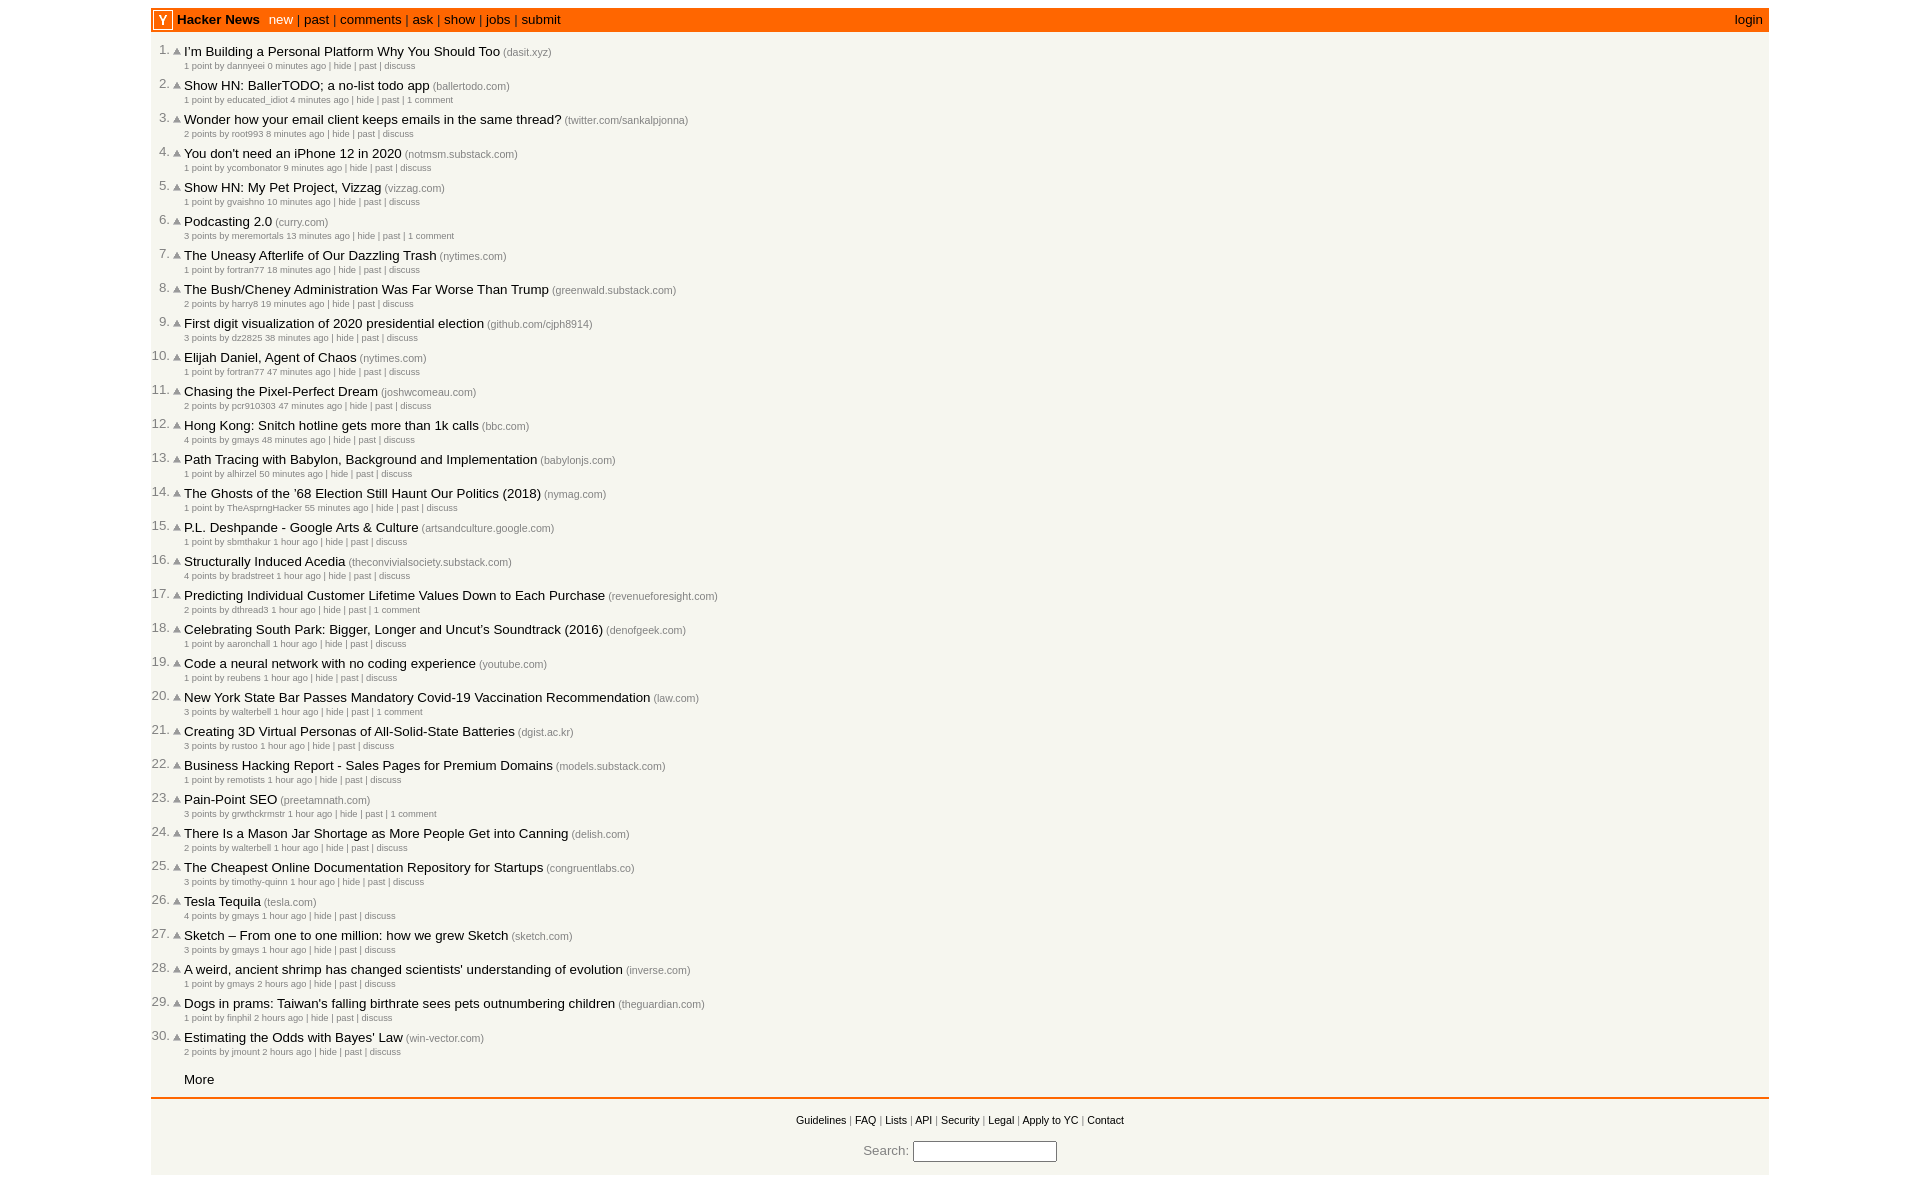 Y Hacker News new | past | comments | ask | show | jobs | submit login
1. I'm Building a Personal Platform Why You Should Too (dasit.xyz)
1 point by dannyeei 0 minutes ago | hide | past | discuss
2. Show HN: BallerTODO; a no-list todo app (ballertodo.com)
1 point by educated_idiot 4 minutes ago | hide | past | 1 comment
3. Wonder how your email client keeps emails in the same thread? (twitter.com/sankalpjonna)
2 points by root993 8 minutes ago | hide | past | discuss
4. You don't need an iPhone 12 in 2020 (notmsm.substack.com)
1 point by ycombonator 9 minutes ago | hide | past | discuss
5. Show HN: My Pet Project, Vizzag (vizzag.com)
1 point by gvaishno 10 minutes ago | hide | past | discuss
6. Podcasting 2.0 (curry.com)
3 points by meremortals 13 minutes ago | hide | past | 1 comment
7. The Uneasy Afterlife of Our Dazzling Trash (nytimes.com)
1 point by fortran77 18 minutes ago | hide | past | discuss
8. The Bush/Cheney Administration Was Far Worse Than Trump (greenwald.substack.com)
2 points by harry8 19 minutes ago | hide | past | discuss
9. First digit visualization of 2020 presidential election (github.com/cjph8914)
3 points by dz2825 38 minutes ago | hide | past | discuss
10. Elijah Daniel, Agent of Chaos (nytimes.com)
1 point by fortran77 47 minutes ago | hide | past | discuss
11. Chasing the Pixel-Perfect Dream (joshwcomeau.com)
2 points by pcr910303 47 minutes ago | hide | past | discuss
12. Hong Kong: Snitch hotline gets more than 1k calls (bbc.com)
4 points by gmays 48 minutes ago | hide | past | discuss
13. Path Tracing with Babylon, Background and Implementation (babylonjs.com)
1 point by alhirzel 50 minutes ago | hide | past | discuss
14. The Ghosts of the '68 Election Still Haunt Our Politics (2018) (nymag.com)
1 point by TheAsprngHacker 55 minutes ago | hide | past | discuss
15. P.L. Deshpande - Google Arts & Culture (artsandculture.google.com)
1 point by sbmthakur 1 hour ago | hide | past | discuss
16. Structurally Induced Acedia (theconvivialsociety.substack.com)
4 points by bradstreet 1 hour ago | hide | past | discuss
17. Predicting Individual Customer Lifetime Values Down to Each Purchase (revenueforesight.com)
2 points by dthread3 1 hour ago | hide | past | 1 comment
18. Celebrating South Park: Bigger, Longer and Uncut's Soundtrack (2016) (denofgeek.com)
1 point by aaronchall 1 hour ago | hide | past | discuss
19. Code a neural network with no coding experience (youtube.com)
1 point by reubens 1 hour ago | hide | past | discuss
20. New York State Bar Passes Mandatory Covid-19 Vaccination Recommendation (law.com)
3 points by walterbell 1 hour ago | hide | past | 1 comment
21. Creating 3D Virtual Personas of All-Solid-State Batteries (dgist.ac.kr)
3 points by rustoo 1 hour ago | hide | past | discuss
22. Business Hacking Report - Sales Pages for Premium Domains (models.substack.com)
1 point by remotists 1 hour ago | hide | past | discuss
23. Pain-Point SEO (preetamnath.com)
3 points by grwthckrmstr 1 hour ago | hide | past | 1 comment
24. There Is a Mason Jar Shortage as More People Get into Canning (delish.com)
2 points by walterbell 1 hour ago | hide | past | discuss
25. The Cheapest Online Documentation Repository for Startups (congruentlabs.co)
3 points by timothy-quinn 1 hour ago | hide | past | discuss
26. Tesla Tequila (tesla.com)
4 points by gmays 1 hour ago | hide | past | discuss
27. Sketch – From one to one million: how we grew Sketch (sketch.com)
3 points by gmays 1 hour ago | hide | past | discuss
28. A weird, ancient shrimp has changed scientists' understanding of evolution (inverse.com)
1 point by gmays 2 hours ago | hide | past | discuss
29. Dogs in prams: Taiwan's falling birthrate sees pets outnumbering children (theguardian.com)
1 point by finphil 2 hours ago | hide | past | discuss
30. Estimating the Odds with Bayes' Law (win-vector.com)
2 points by jmount 2 hours ago | hide | past | discuss
More
Guidelines | FAQ | Lists | API | Security | Legal | Apply to YC | Contact
Search: